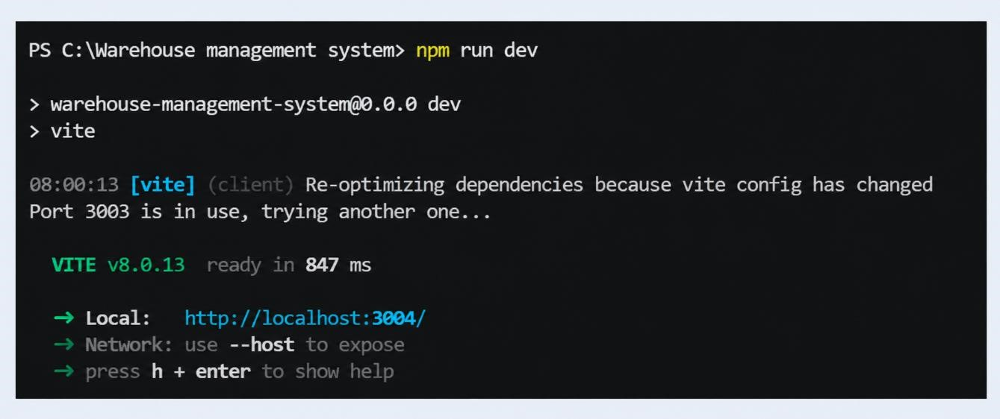 PS C:\Warehouse management system> npm run dev
> warehouse-management-system@0.0.0 dev
> vite
08:00:13 [vite] (client) Re-optimizing dependencies because vite config has changed
Port 3003 is in use, trying another one...
VITE v8.0.13  ready in 847 ms
➜ Local:   http://localhost:3004/
➜ Network: use --host to expose
➜ press h + enter to show help